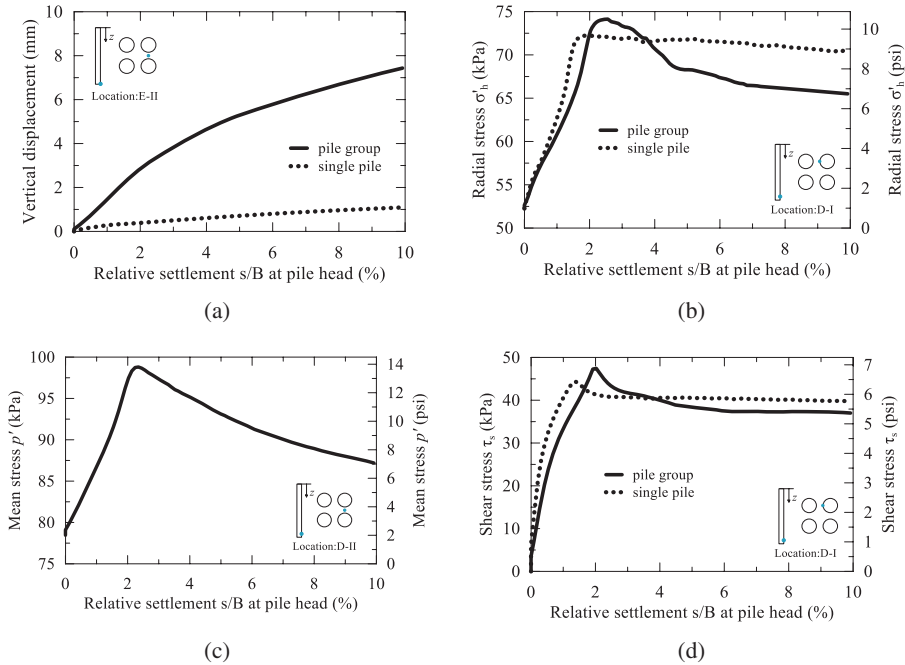 10
8
6
4
2
0
Vertical displacement (mm)
z
Location:E-II
pile group
single pile
0 2 4 6 8 10
Relative settlement s/B at pile head (%)
(a)
75
70
65
60
55
50
Radial stress σ'h (kPa)
10
8
6
4
2
0
Radial stress σ'h (psi)
pile group
single pile
z
Location:D-I
0 2 4 6 8 10
Relative settlement s/B at pile head (%)
(b)
100
95
90
85
80
75
Mean stress p' (kPa)
14
12
10
8
6
4
2
0
Mean stress p' (psi)
z
Location:D-II
0 2 4 6 8 10
Relative settlement s/B at pile head (%)
(c)
50
40
30
20
10
0
Shear stress τs (kPa)
7
6
5
4
3
2
1
0
Shear stress τs (psi)
pile group
single pile
z
Location:D-I
0 2 4 6 8 10
Relative settlement s/B at pile head (%)
(d)